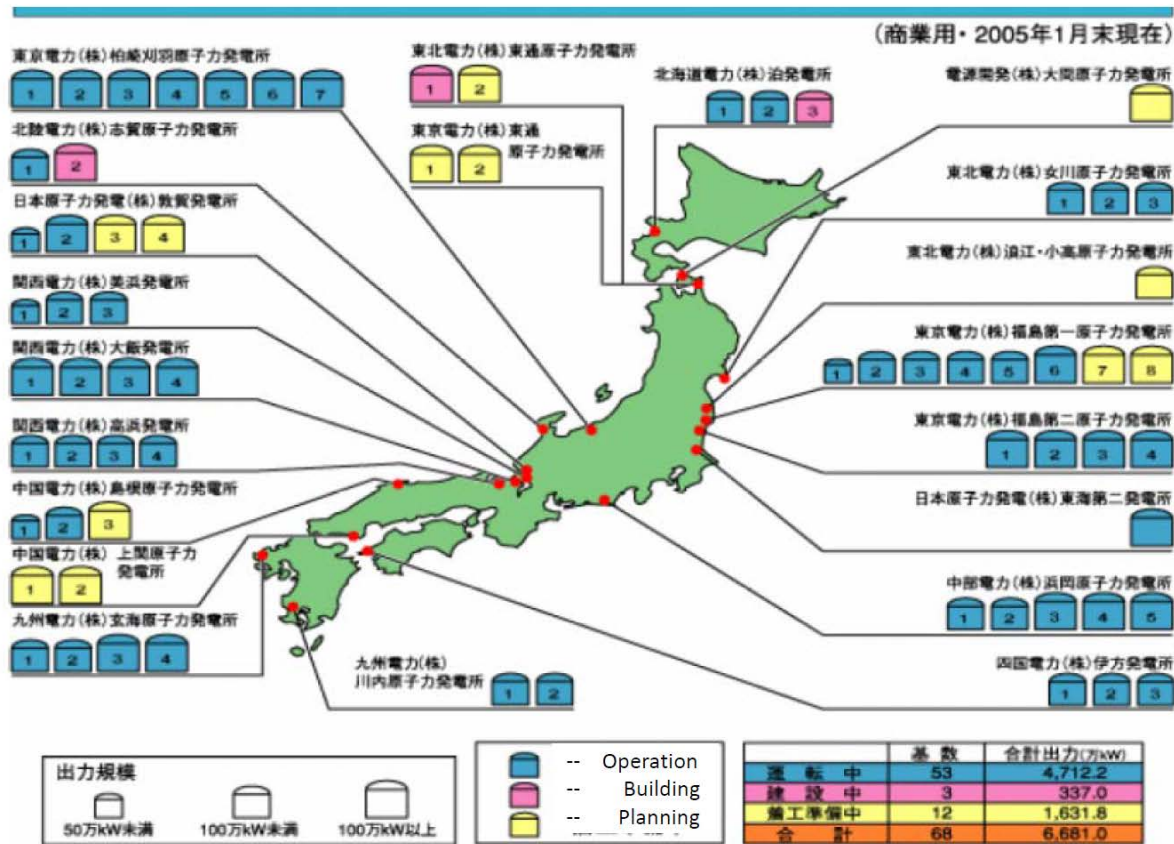 (商業用・2005年1月末現在)
東京電力(株)柏崎刈羽原子力発電所
1 2 3 4 5 6 7
東北電力(株)東通原子力発電所
1 2
北海道電力(株)泊発電所
1 2 3
電源開発(株)大間原子力発電所
北陸電力(株)志賀原子力発電所
1 2
東京電力(株)東通
原子力発電所
1 2
東北電力(株)女川原子力発電所
1 2 3
日本原子力発電(株)敦賀発電所
1 2 3 4
東北電力(株)浪江・小高原子力発電所
関西電力(株)美浜発電所
1 2 3
東京電力(株)福島第一原子力発電所
1 2 3 4 5 6 7 8
関西電力(株)大飯発電所
1 2 3 4
東京電力(株)福島第二原子力発電所
1 2 3 4
関西電力(株)高浜発電所
1 2 3 4
日本原子力発電(株)東海第二発電所
中国電力(株)島根原子力発電所
1 2 3
中国電力(株) 上関原子力
発電所
1 2
中部電力(株)浜岡原子力発電所
1 2 3 4 5
九州電力(株)玄海原子力発電所
1 2 3 4
九州電力(株)
川内原子力発電所
1 2
四国電力(株)伊方発電所
1 2 3
出力規模
50万kW未満 100万kW未満 100万kW以上
-- Operation
-- Building
-- Planning
基数 合計出力(万kW)
運転中 53 4,712.2
建設中 3 337.0
着工準備中 12 1,631.8
合計 68 6,681.0